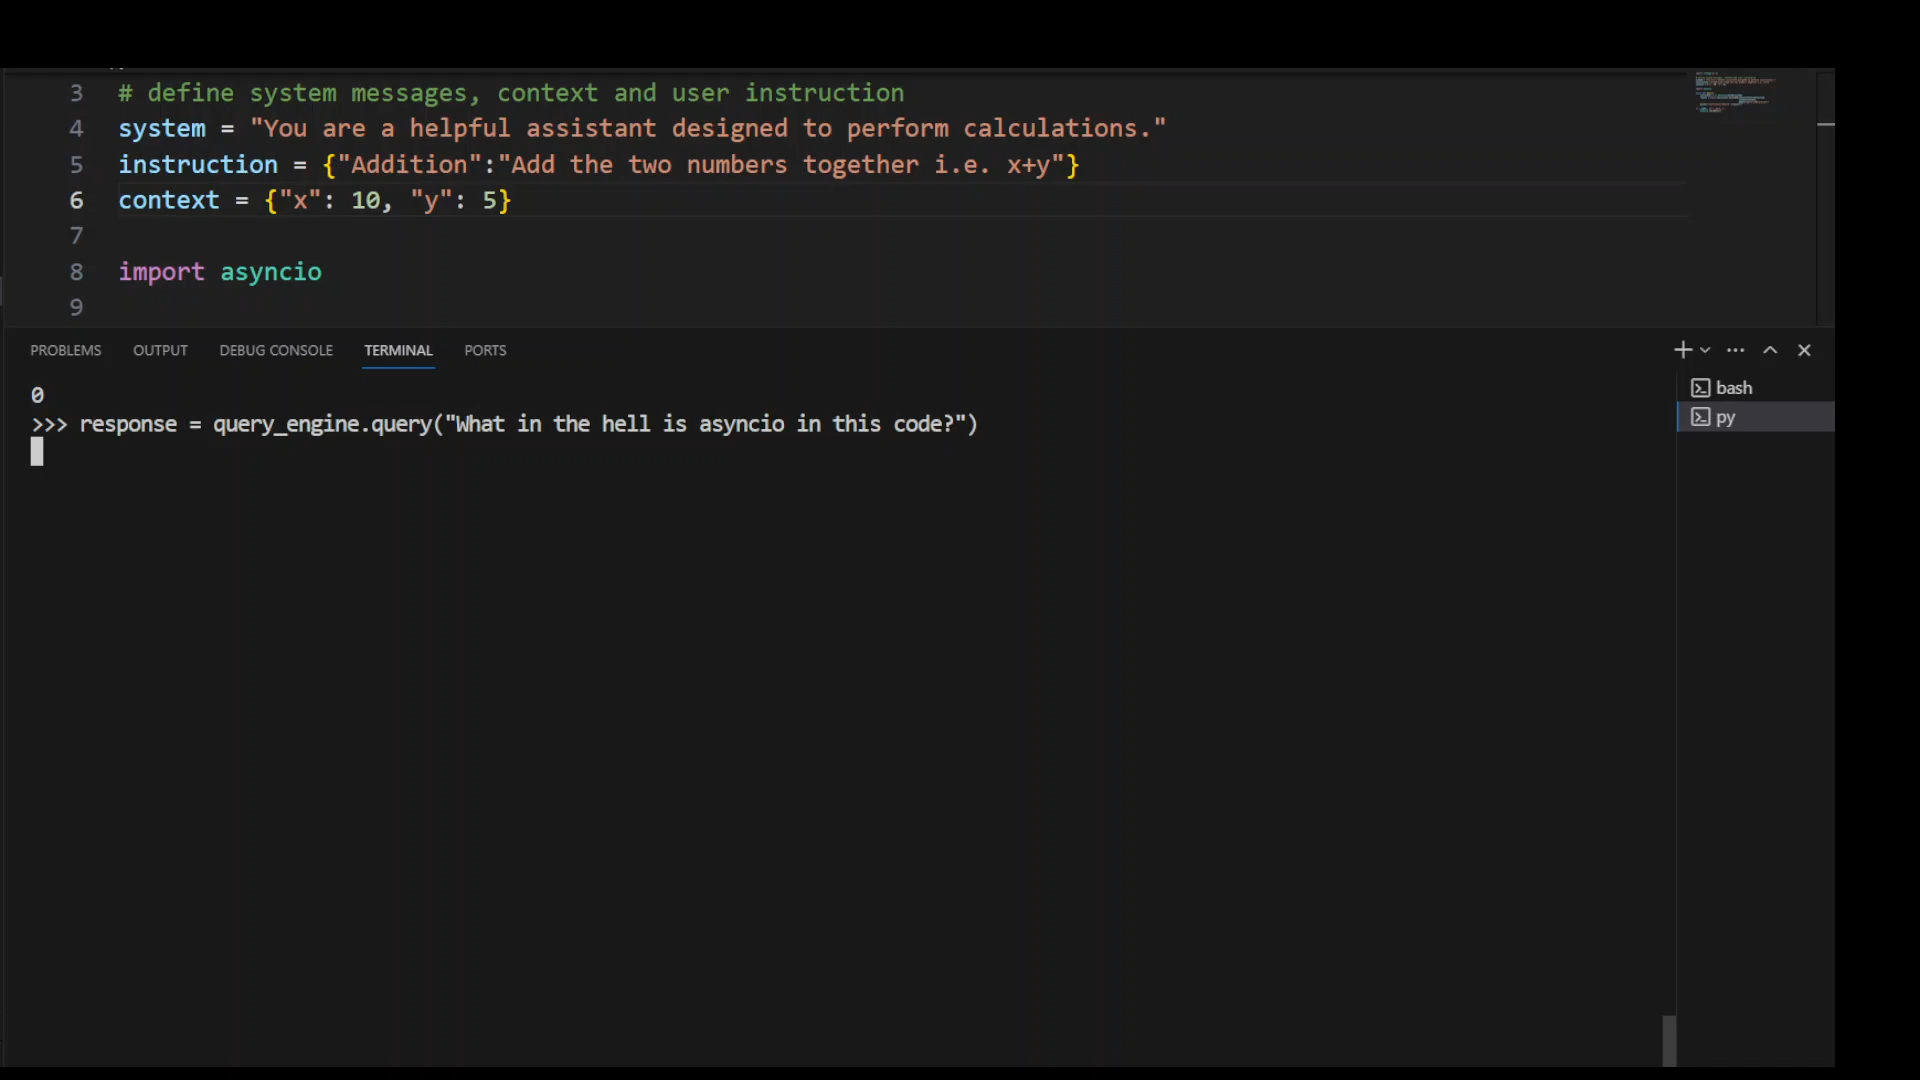 3 # define system messages, context and user instruction
4 system = "You are a helpful assistant designed to perform calculations."
5 instruction = {"Addition":"Add the two numbers together i.e. x+y"}
6 context = {"x": 10, "y": 5}
7
8 import asyncio
9
PROBLEMS OUTPUT DEBUG CONSOLE TERMINAL PORTS
0
>>> response = query_engine.query("What in the hell is asyncio in this code?")
bash
py